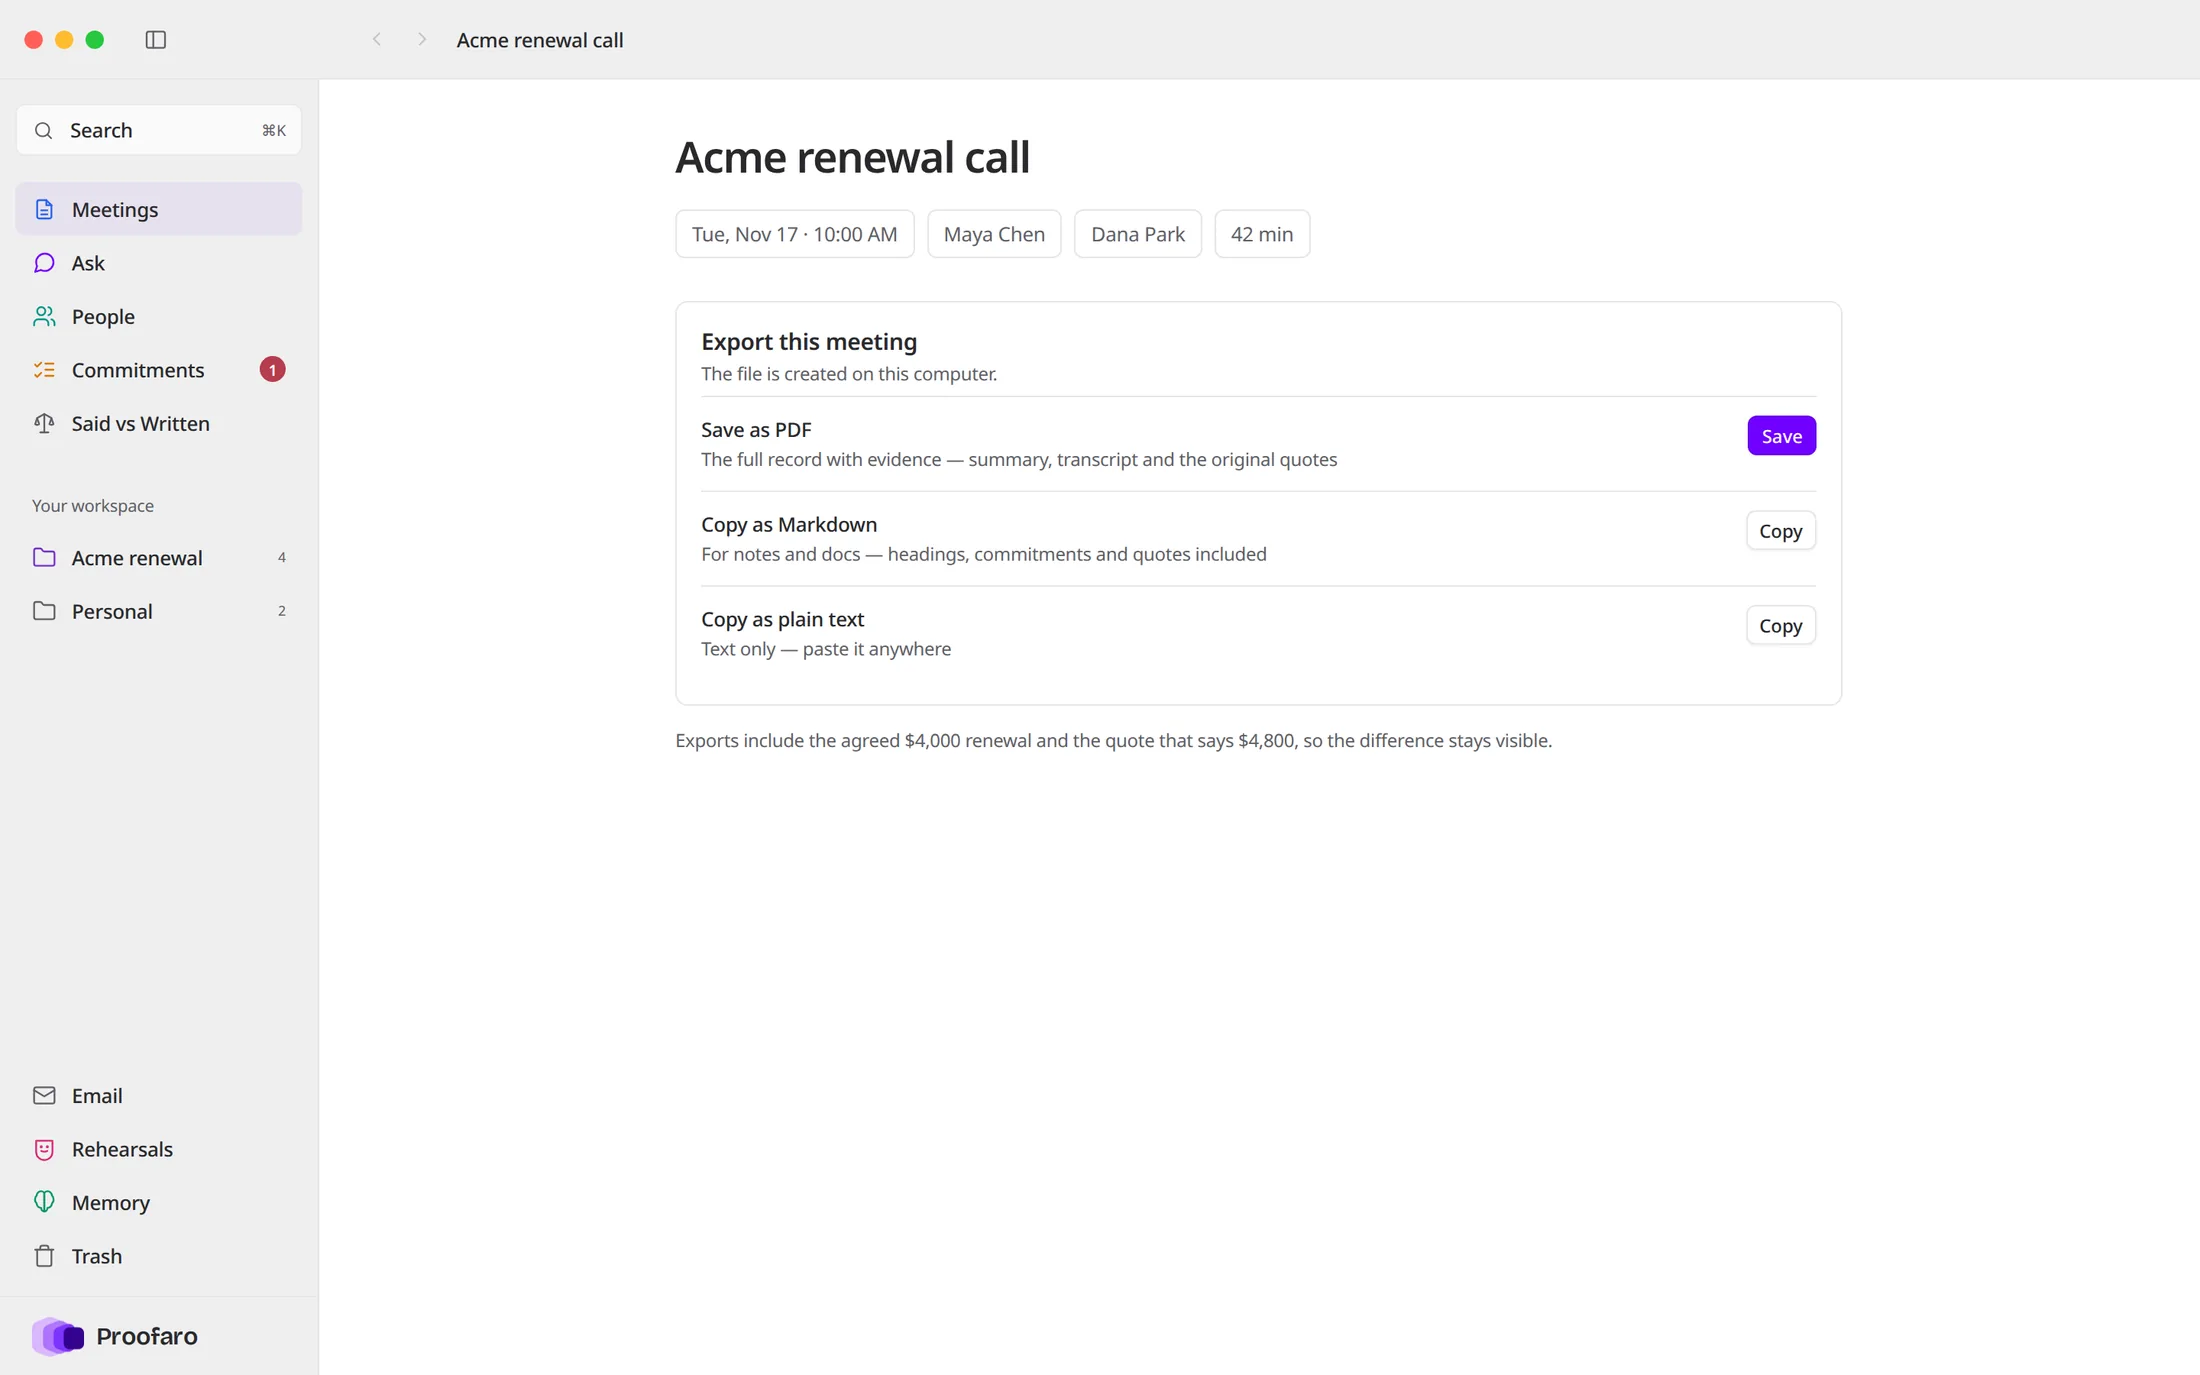 Acme renewal call
Search ⌘K
Meetings
Ask
People
Commitments 1
Said vs Written
Your workspace
Acme renewal 4
Personal 2
Email
Rehearsals
Memory
Trash
Proofaro
Acme renewal call
Tue, Nov 17 · 10:00 AM Maya Chen Dana Park 42 min
Export this meeting
The file is created on this computer.
Save as PDF
The full record with evidence — summary, transcript and the original quotes
Save
Copy as Markdown
For notes and docs — headings, commitments and quotes included
Copy
Copy as plain text
Text only — paste it anywhere
Copy
Exports include the agreed $4,000 renewal and the quote that says $4,800, so the difference stays visible.